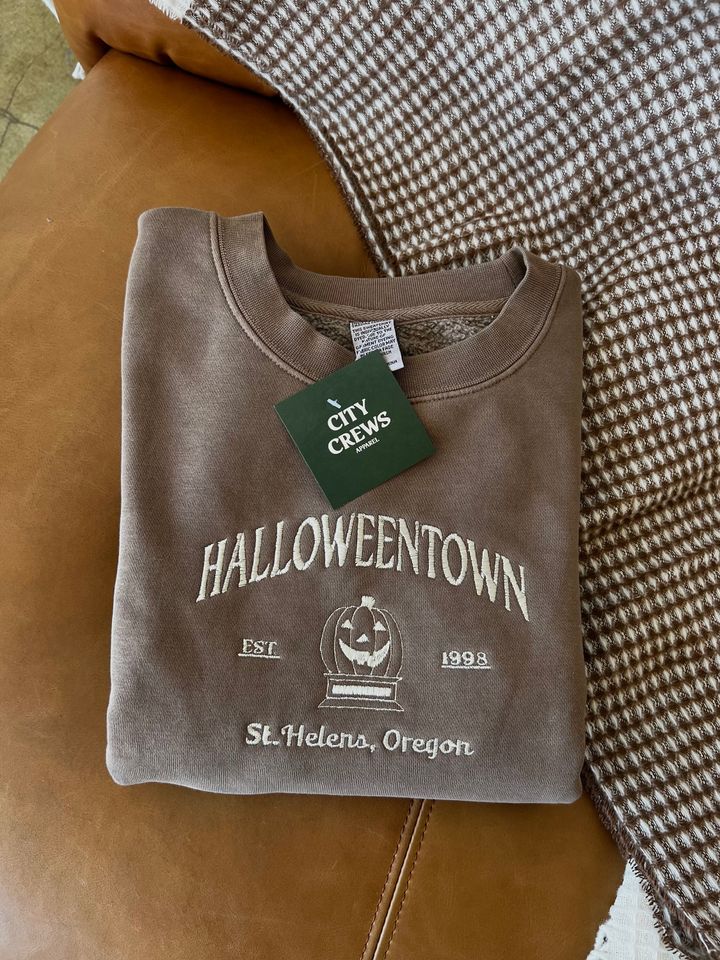 CITY
CREWS
APPAREL
HALLOWEENTOWN
EST. 1998
St. Helens, Oregon